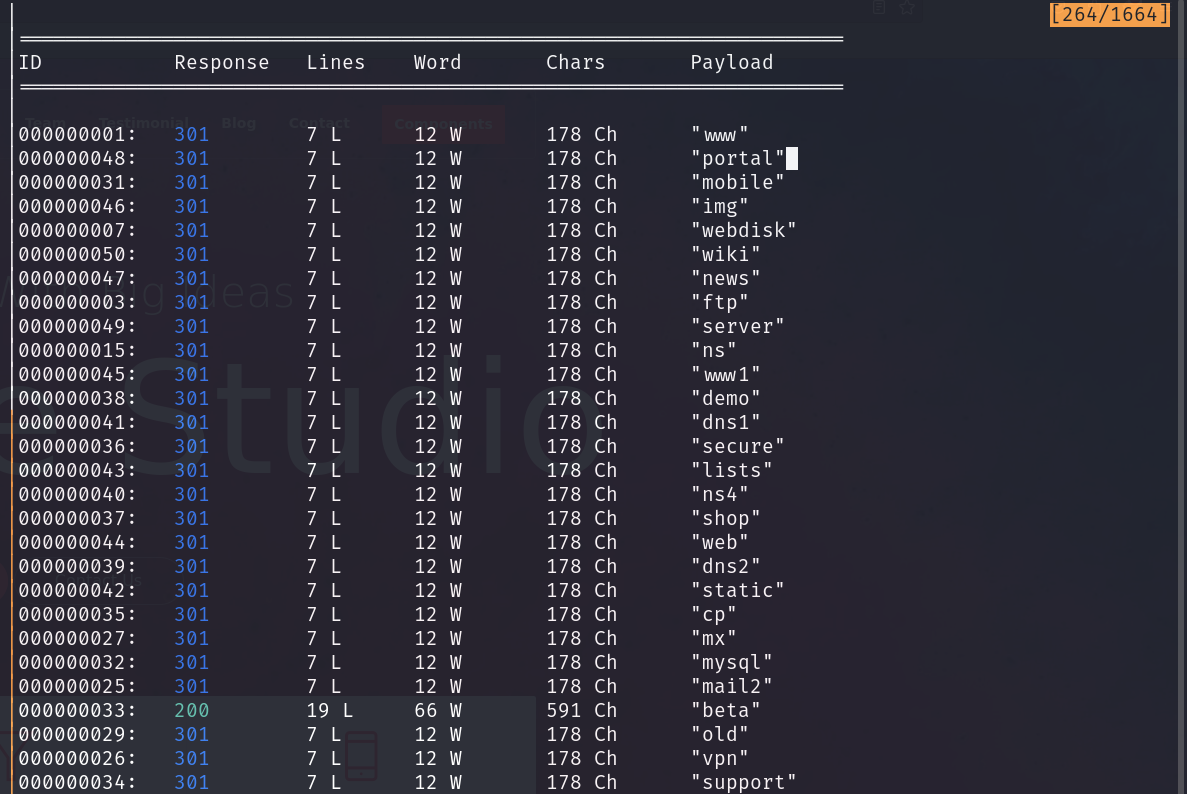 [264/1664]
ID Response Lines Word Chars Payload
Team Testimonial Blog Contact Components
000000001: 301 7 L 12 W 178 Ch "www"
000000048: 301 7 L 12 W 178 Ch "portal"
000000031: 301 7 L 12 W 178 Ch "mobile"
000000046: 301 7 L 12 W 178 Ch "img"
000000007: 301 7 L 12 W 178 Ch "webdisk"
000000050: 301 7 L 12 W 178 Ch "wiki"
000000047: 301 7 L 12 W 178 Ch "news"
Big Ideas
000000003: 301 7 L 12 W 178 Ch "ftp"
000000049: 301 7 L 12 W 178 Ch "server"
000000015: 301 7 L 12 W 178 Ch "ns"
000000045: 301 7 L 12 W 178 Ch "www1"
000000038: 301 7 L 12 W 178 Ch "demo"
Studio
000000041: 301 7 L 12 W 178 Ch "dns1"
000000036: 301 7 L 12 W 178 Ch "secure"
000000043: 301 7 L 12 W 178 Ch "lists"
000000040: 301 7 L 12 W 178 Ch "ns4"
000000037: 301 7 L 12 W 178 Ch "shop"
000000044: 301 7 L 12 W 178 Ch "web"
000000039: 301 7 L 12 W 178 Ch "dns2"
000000042: 301 7 L 12 W 178 Ch "static"
000000035: 301 7 L 12 W 178 Ch "cp"
000000027: 301 7 L 12 W 178 Ch "mx"
000000032: 301 7 L 12 W 178 Ch "mysql"
000000025: 301 7 L 12 W 178 Ch "mail2"
000000033: 200 19 L 66 W 591 Ch "beta"
000000029: 301 7 L 12 W 178 Ch "old"
000000026: 301 7 L 12 W 178 Ch "vpn"
000000034: 301 7 L 12 W 178 Ch "support"